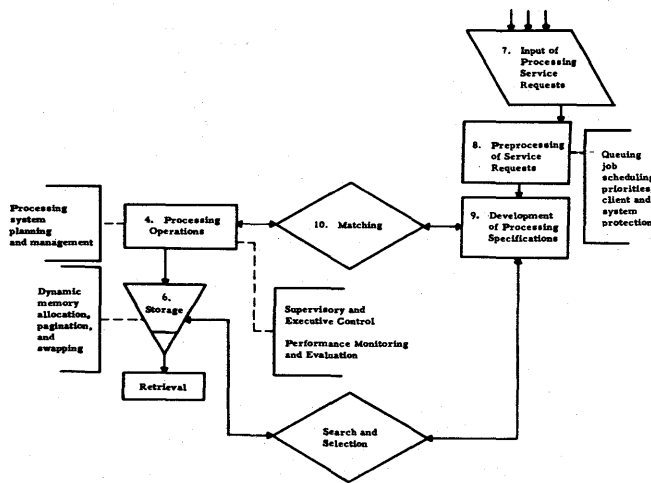 7. Input of
Processing
Service
Requests
8. Preprocessing
of Service
Requests
Queuing
job
scheduling
priorities,
client and
system
protection
Processing
system
planning
and management
4. Processing
Operations
10. Matching
9. Development
of Processing
Specifications
Dynamic
memory
allocation,
pagination,
and
swapping
6.
Storage
Supervisory and
Executive Control
Performance Monitoring
and Evaluation
Retrieval
Search and
Selection